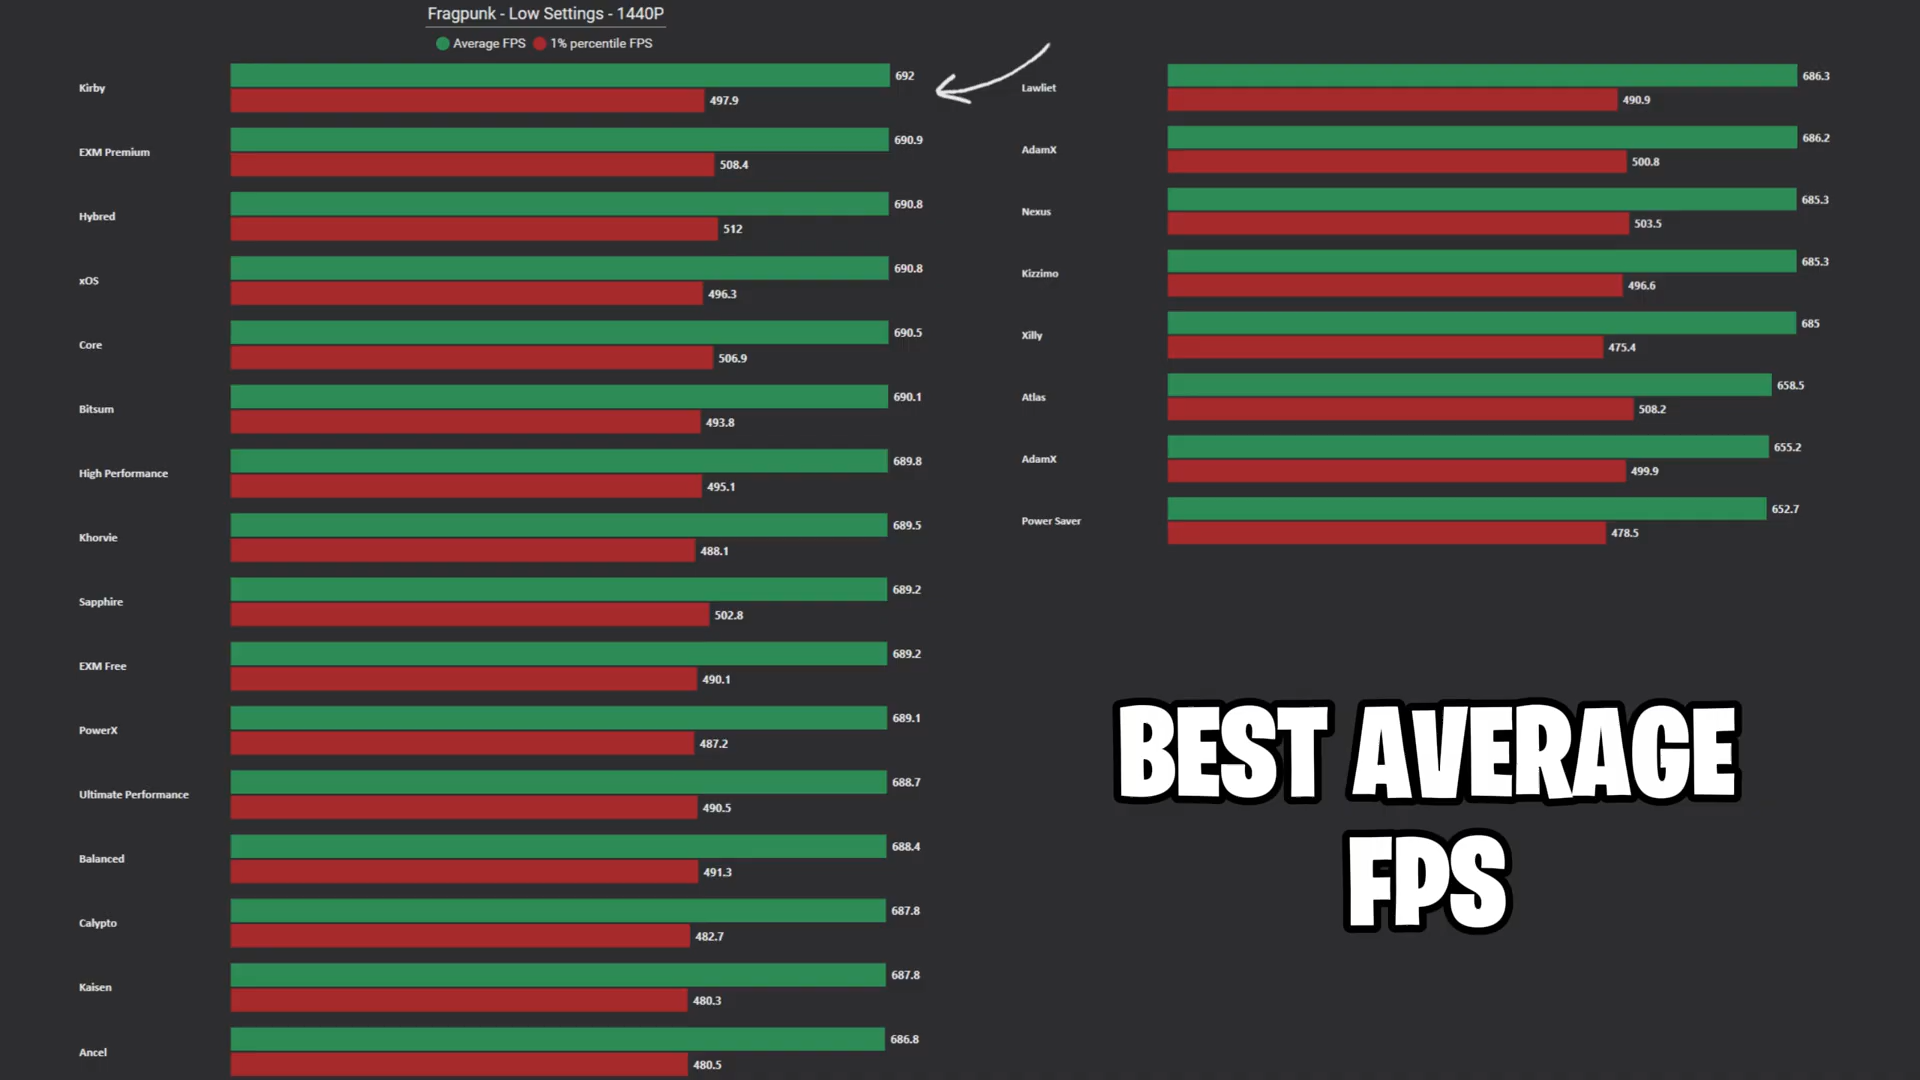 Fragpunk - Low Settings - 1440P
Average FPS 1% percentile FPS
Kirby 692 497.9
EXM Premium 690.9 508.4
Hybred 690.8 512
xOS 690.8 496.3
Core 690.5 506.9
Bitsum 690.1 493.8
High Performance 689.8 495.1
Khorvie 689.5 488.1
Sapphire 689.2 502.8
EXM Free 689.2 490.1
PowerX 689.1 487.2
Ultimate Performance 688.7 490.5
Balanced 688.4 491.3
Calypto 687.8 482.7
Kaisen 687.8 480.3
Ancel 686.8 480.5
Lawliet 686.3 490.9
AdamX 686.2 500.8
Nexus 685.3 503.5
Kizzimo 685.3 496.6
Xilly 685 475.4
Atlas 658.5 508.2
AdamX 655.2 499.9
Power Saver 652.7 478.5
BEST AVERAGE
FPS